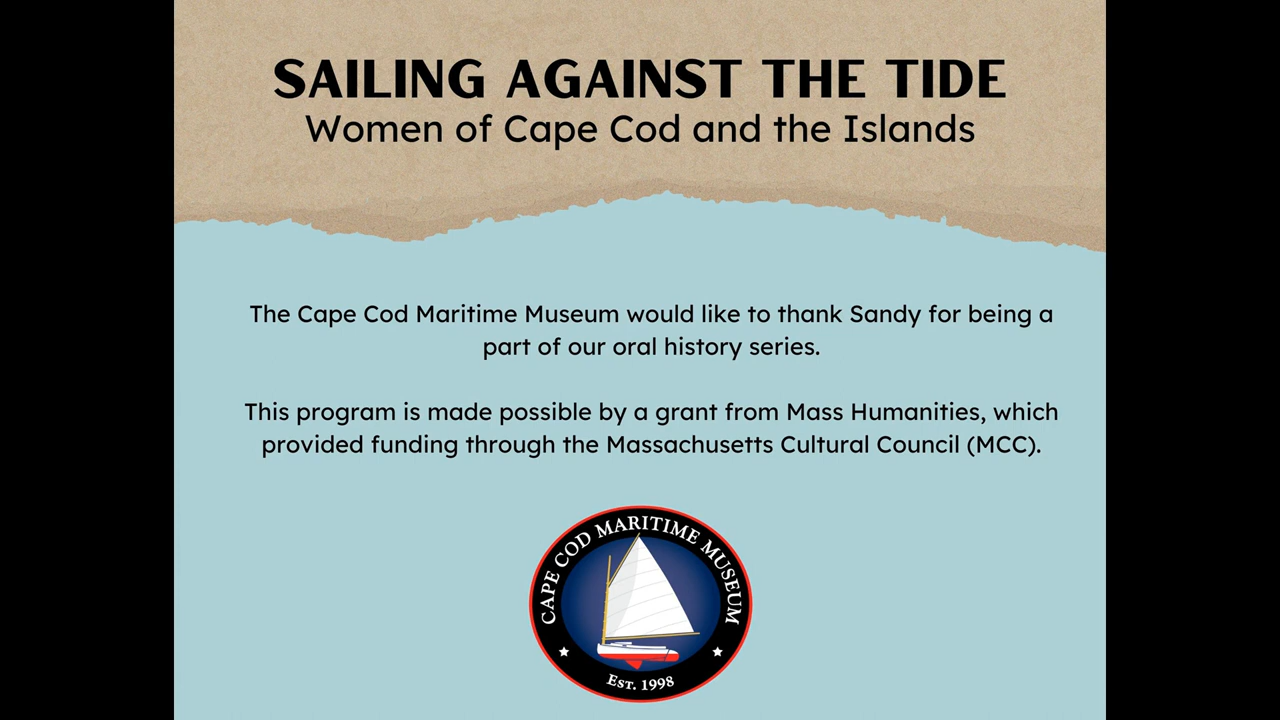 SAILING AGAINST THE TIDE
Women of Cape Cod and the Islands
The Cape Cod Maritime Museum would like to thank Sandy for being a
part of our oral history series.
This program is made possible by a grant from Mass Humanities, which
provided funding through the Massachusetts Cultural Council (MCC).
CAPE COD MARITIME MUSEUM
EST. 1998